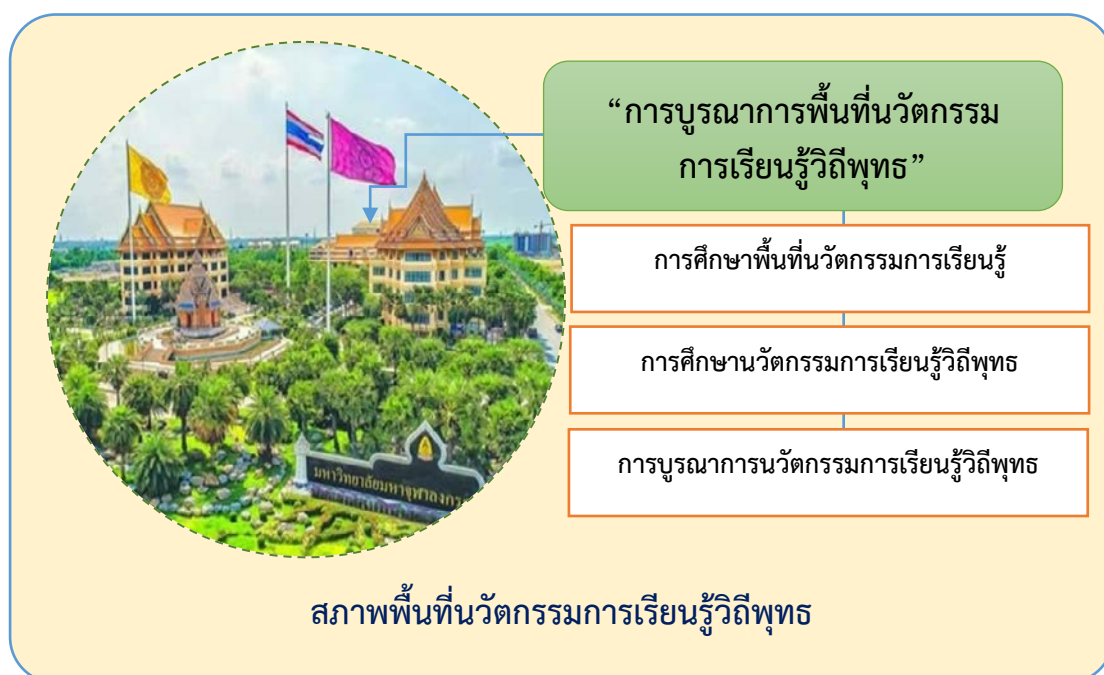 “การบูรณาการพื้นที่นวัตกรรม
การเรียนรู้วิถีพุทธ”
การศึกษาพื้นที่นวัตกรรมการเรียนรู้
การศึกษานวัตกรรมการเรียนรู้วิถีพุทธ
การบูรณาการนวัตกรรมการเรียนรู้วิถีพุทธ
มหาวิทยาลัยมหาจุฬาลงกร
สภาพพื้นที่นวัตกรรมการเรียนรู้วิถีพุทธ